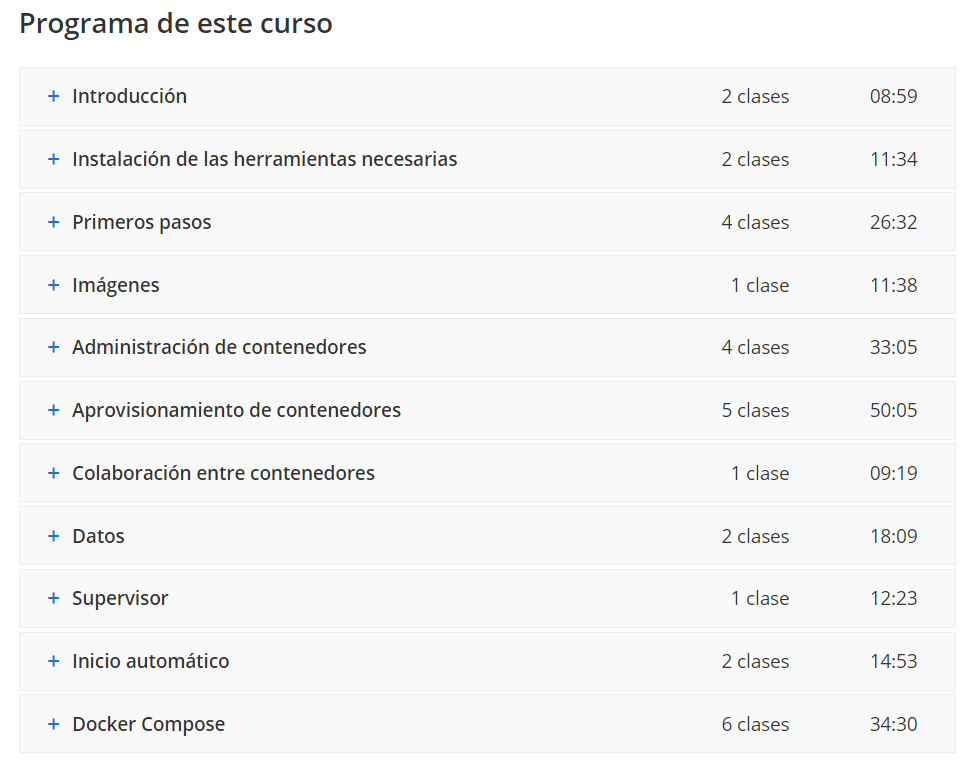 Programa de este curso
+ Introducción 2 clases 08:59
+ Instalación de las herramientas necesarias 2 clases 11:34
+ Primeros pasos 4 clases 26:32
+ Imágenes 1 clase 11:38
+ Administración de contenedores 4 clases 33:05
+ Aprovisionamiento de contenedores 5 clases 50:05
+ Colaboración entre contenedores 1 clase 09:19
+ Datos 2 clases 18:09
+ Supervisor 1 clase 12:23
+ Inicio automático 2 clases 14:53
+ Docker Compose 6 clases 34:30